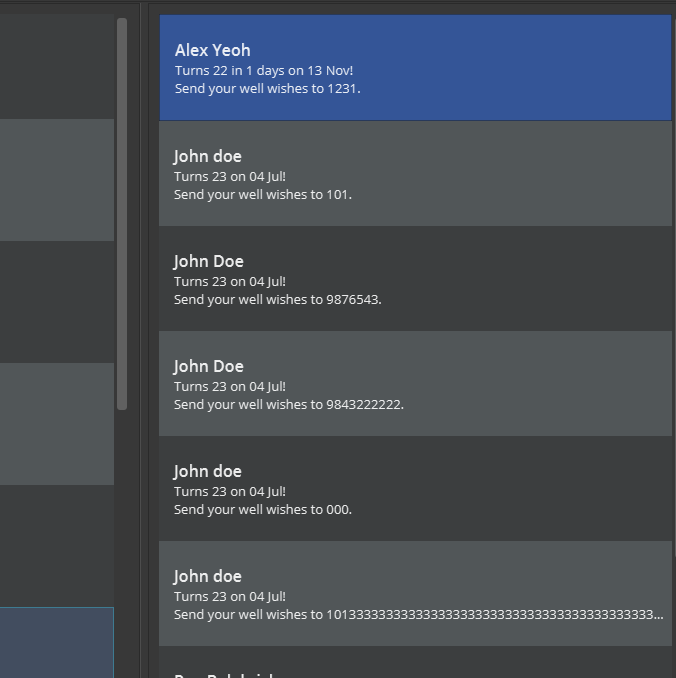 Alex Yeoh
Turns 22 in 1 days on 13 Nov!
Send your well wishes to 1231.
John doe
Turns 23 on 04 Jul!
Send your well wishes to 101.
John Doe
Turns 23 on 04 Jul!
Send your well wishes to 9876543.
John Doe
Turns 23 on 04 Jul!
Send your well wishes to 9843222222.
John doe
Turns 23 on 04 Jul!
Send your well wishes to 000.
John doe
Turns 23 on 04 Jul!
Send your well wishes to